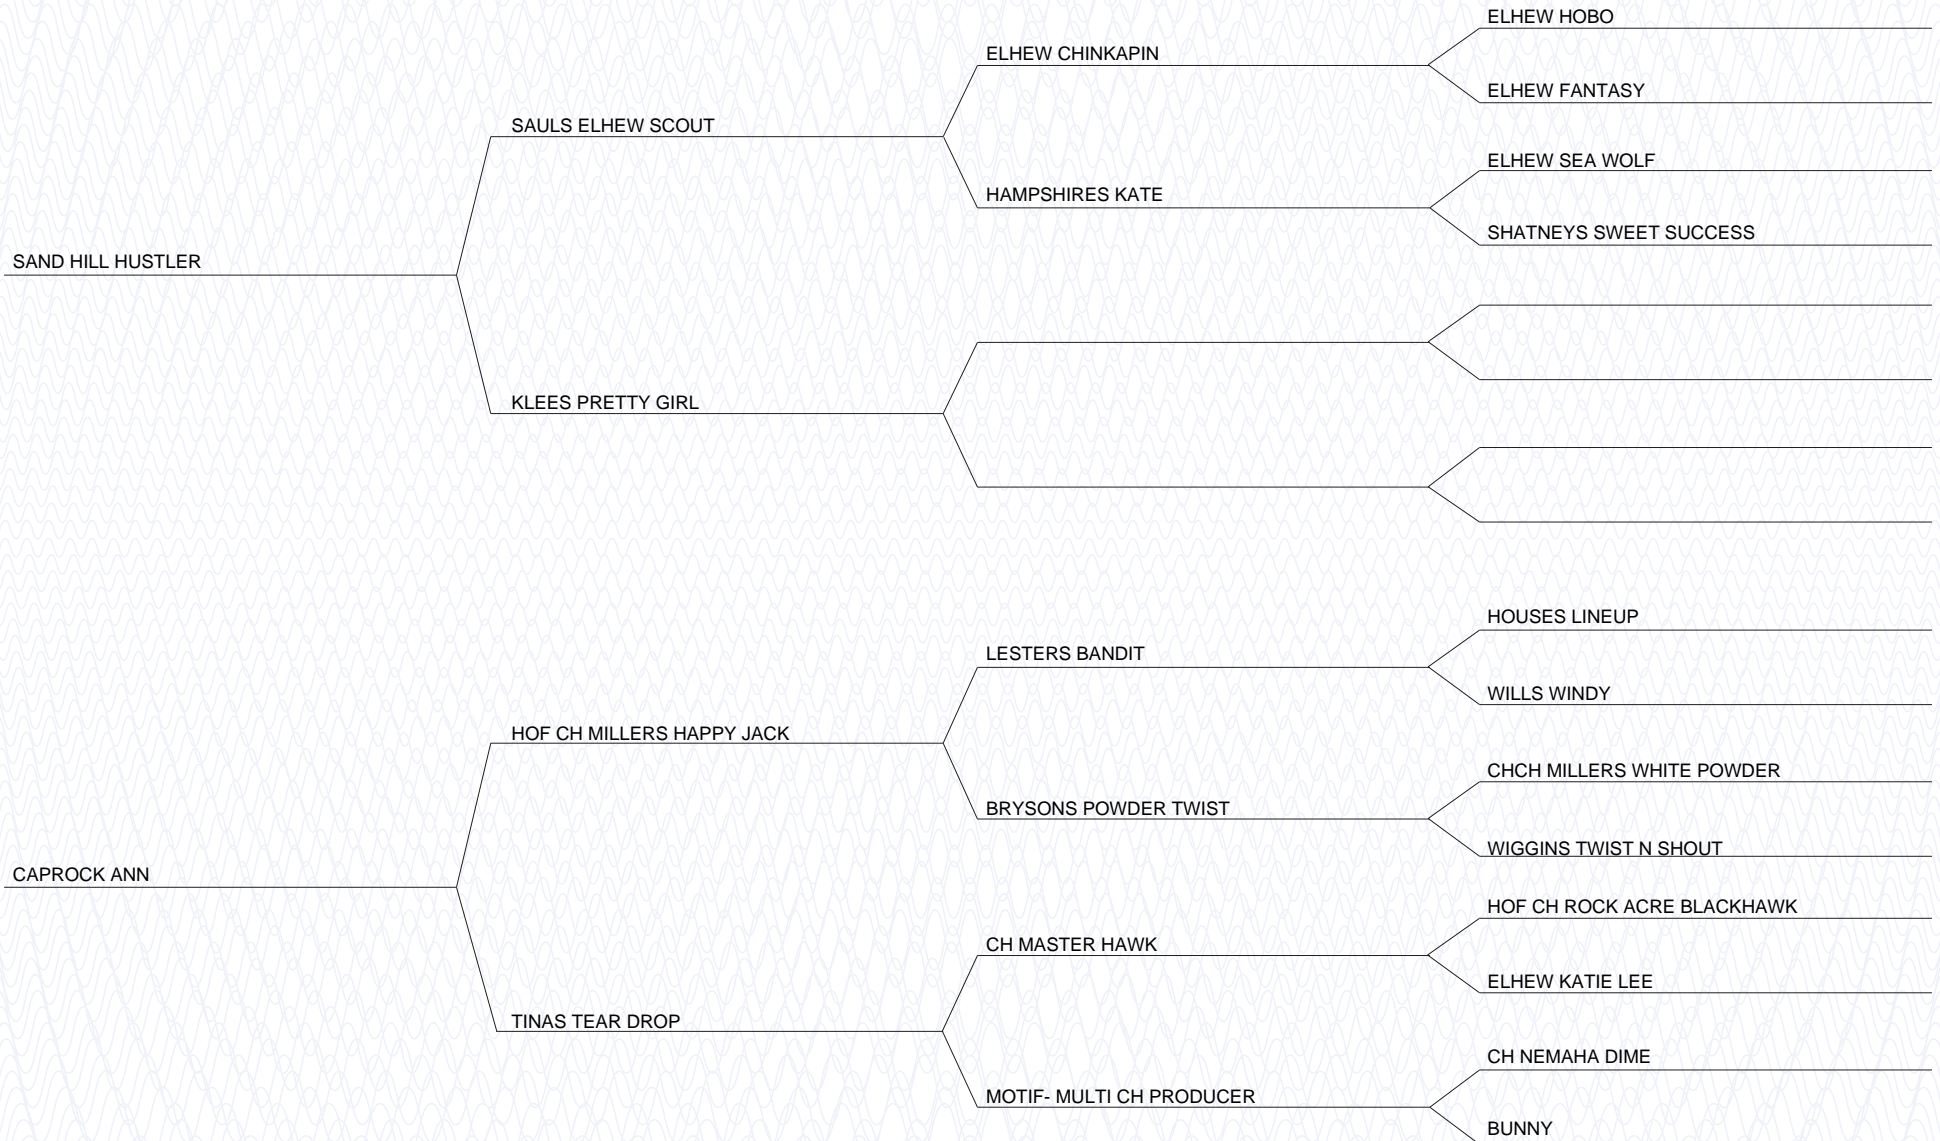 ELHEW HOBO
ELHEW CHINKAPIN
ELHEW FANTASY
SAULS ELHEW SCOUT
ELHEW SEA WOLF
HAMPSHIRES KATE
SHATNEYS SWEET SUCCESS
SAND HILL HUSTLER
KLEES PRETTY GIRL
HOUSES LINEUP
LESTERS BANDIT
WILLS WINDY
HOF CH MILLERS HAPPY JACK
CHCH MILLERS WHITE POWDER
BRYSONS POWDER TWIST
WIGGINS TWIST N SHOUT
CAPROCK ANN
HOF CH ROCK ACRE BLACKHAWK
CH MASTER HAWK
ELHEW KATIE LEE
TINAS TEAR DROP
CH NEMAHA DIME
MOTIF- MULTI CH PRODUCER
BUNNY